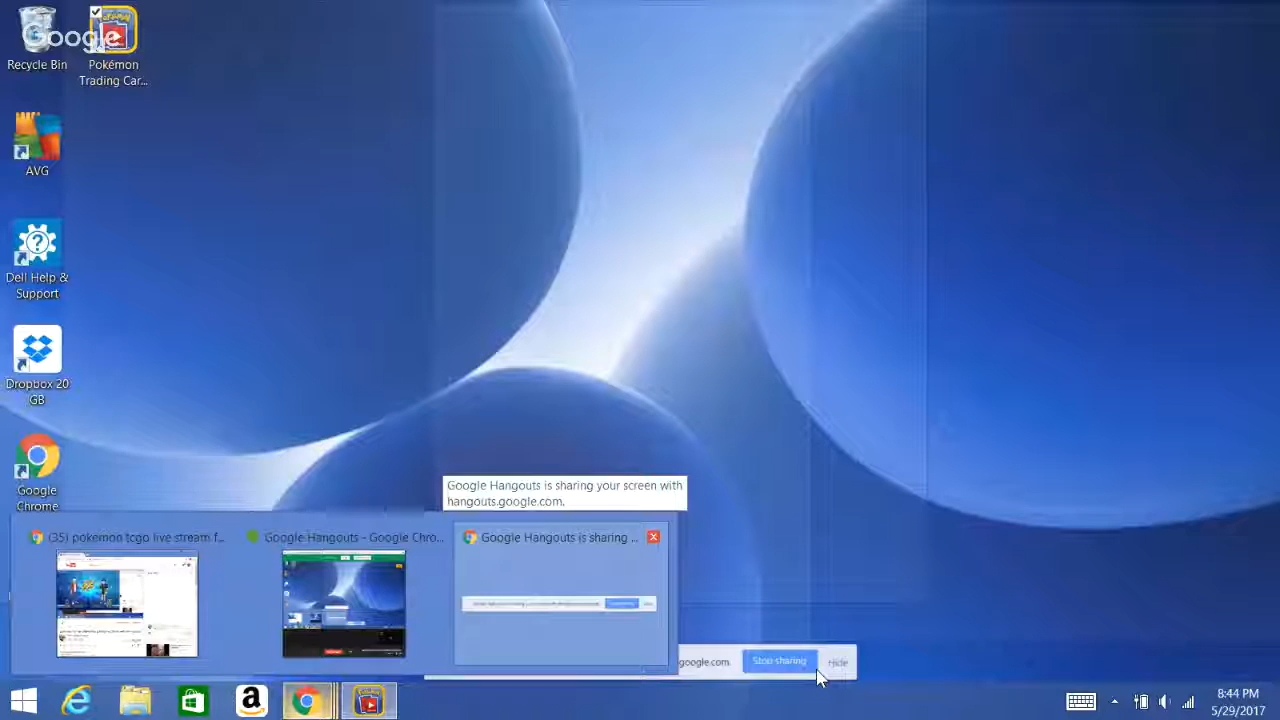 Google
Recycle Bin
Pokémon
Trading Car...
AVG
Dell Help &
Support
Dropbox 20
GB
Google
Chrome
Google Hangouts is sharing your screen with
hangouts.google.com.
(35) pokemon tcgo live stream f...
Google Hangouts - Google Chro...
Google Hangouts is sharing ...
google.com.
Stop sharing
Hide
8:44 PM
5/29/2017